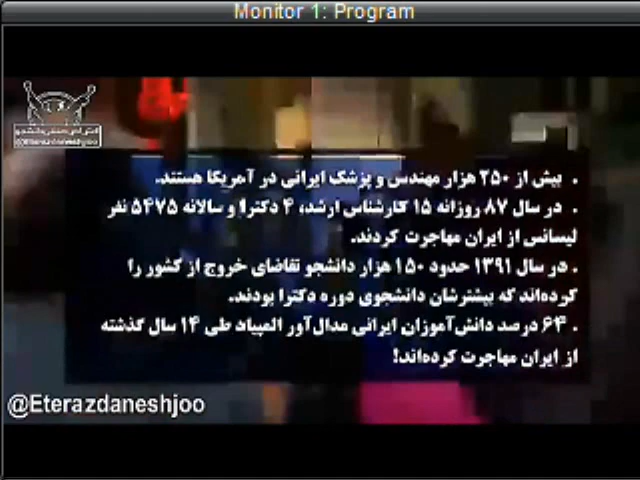 Monitor 1: Program
@Eterazdaneshjoo
. بیش از ۲۵۰ هزار مهندس و پزشک ایرانی در آمریکا هستند.
. در سال ۸۷ روزانه ۱۵ کارشناس ارشد، ۴ دکترا و سالانه ۵۴۷۵ نفر
لیسانس از ایران مهاجرت کردند.
. در سال ۱۳۹۱ حدود ۱۵۰ هزار دانشجو تقاضای خروج از کشور را
کرده‌اند که بیشترشان دانشجوی دوره دکترا بودند.
. ۶۴ درصد دانش‌آموزان ایرانی مدال‌آور المپیاد طی ۱۴ سال گذشته
از ایران مهاجرت کرده‌اند!
@Eterazdaneshjoo